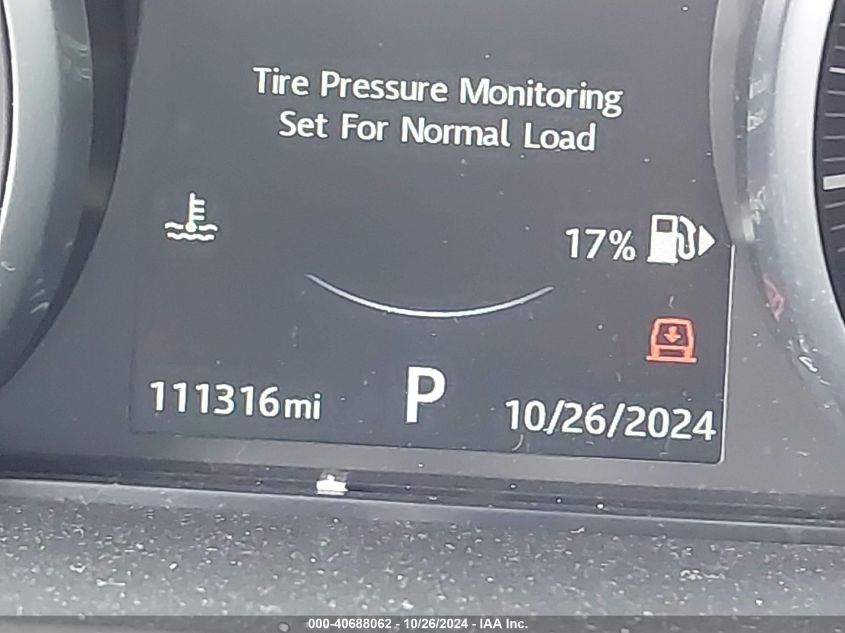 Tire Pressure Monitoring
Set For Normal Load
17%
111316mi
P
10/26/2024
000-40688062 - 10/26/2024 - IAA Inc.